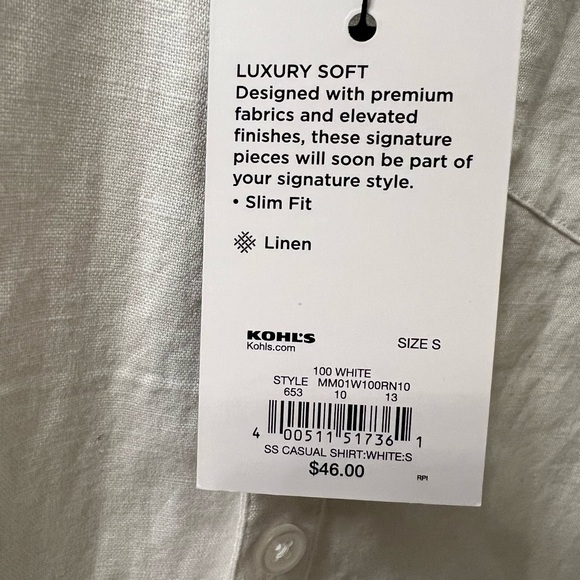 LUXURY SOFT
Designed with premium
fabrics and elevated
finishes, these signature
pieces will soon be part of
your signature style.
• Slim Fit
Linen
KOHL'S
Kohls.com
SIZE S
100 WHITE
STYLE MM01W100RN10
653 10 13
4 00511 51736 1
SS CASUAL SHIRT:WHITE:S
$46.00
RPI